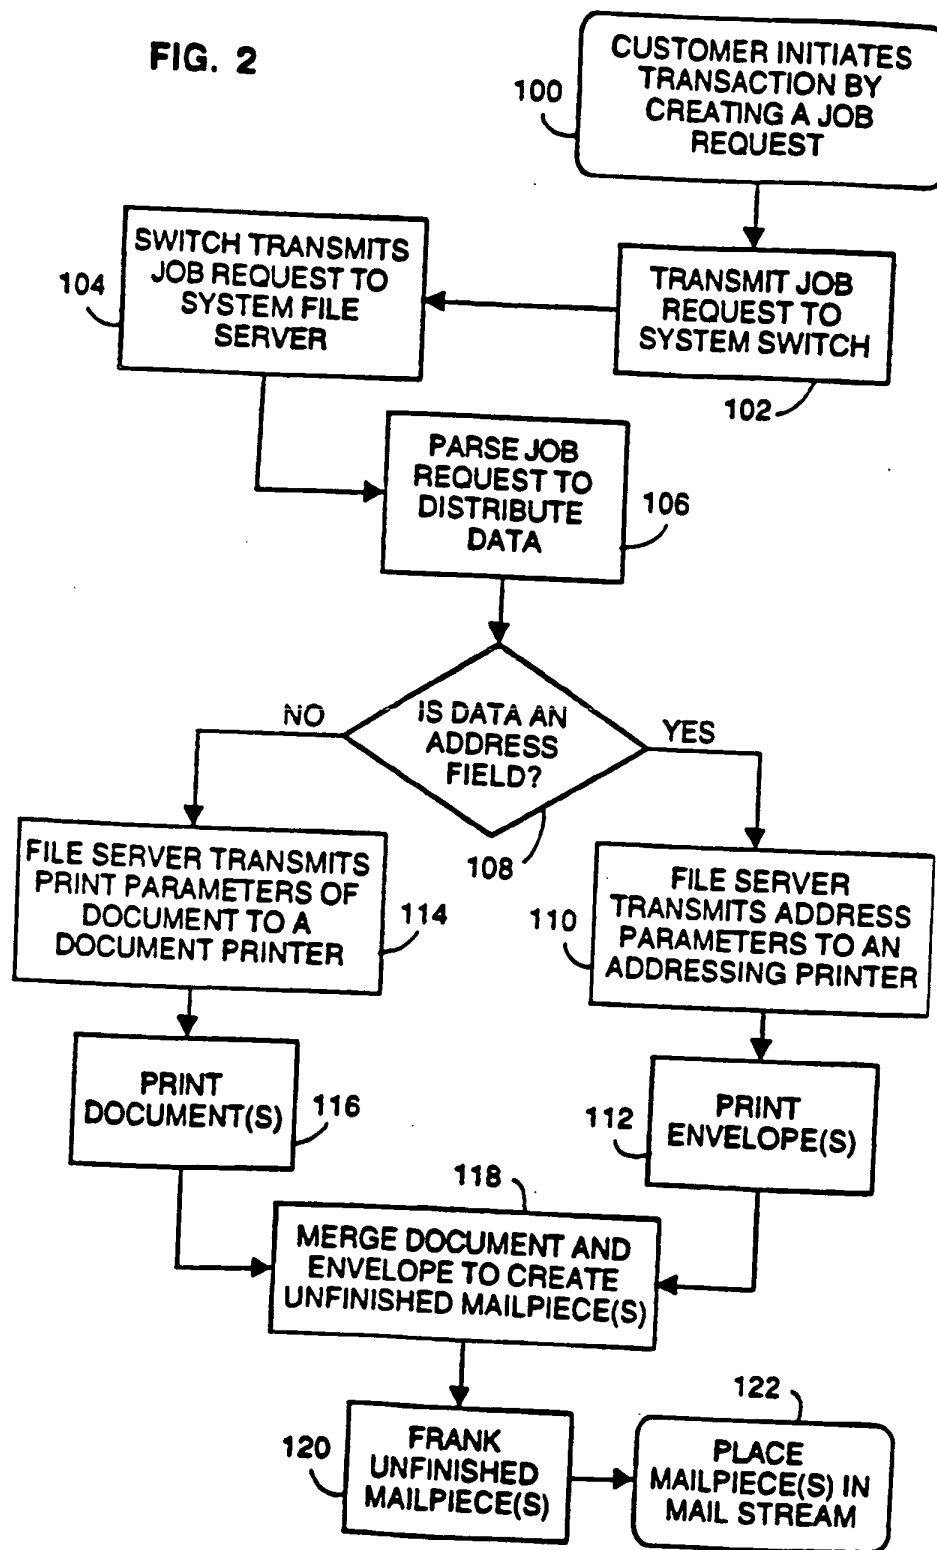 FIG. 2
CUSTOMER INITIATES
TRANSACTION BY
CREATING A JOB
REQUEST
100
TRANSMIT JOB
REQUEST TO
SYSTEM SWITCH
102
SWITCH TRANSMITS
JOB REQUEST TO
SYSTEM FILE
SERVER
104
PARSE JOB
REQUEST TO
DISTRIBUTE
DATA
106
IS DATA AN
ADDRESS
FIELD?
NO
YES
108
FILE SERVER TRANSMITS
PRINT PARAMETERS OF
DOCUMENT TO A
DOCUMENT PRINTER
114
FILE SERVER
TRANSMITS ADDRESS
PARAMETERS TO AN
ADDRESSING PRINTER
110
PRINT
DOCUMENT(S)
116
PRINT
ENVELOPE(S)
112
118
MERGE DOCUMENT AND
ENVELOPE TO CREATE
UNFINISHED MAILPIECE(S)
120
FRANK
UNFINISHED
MAILPIECE(S)
122
PLACE
MAILPIECE(S) IN
MAIL STREAM